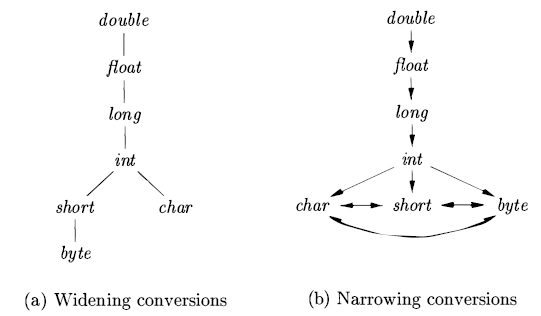 double
float
long
int
short char
byte
(a) Widening conversions
double
float
long
int
char short byte
(b) Narrowing conversions